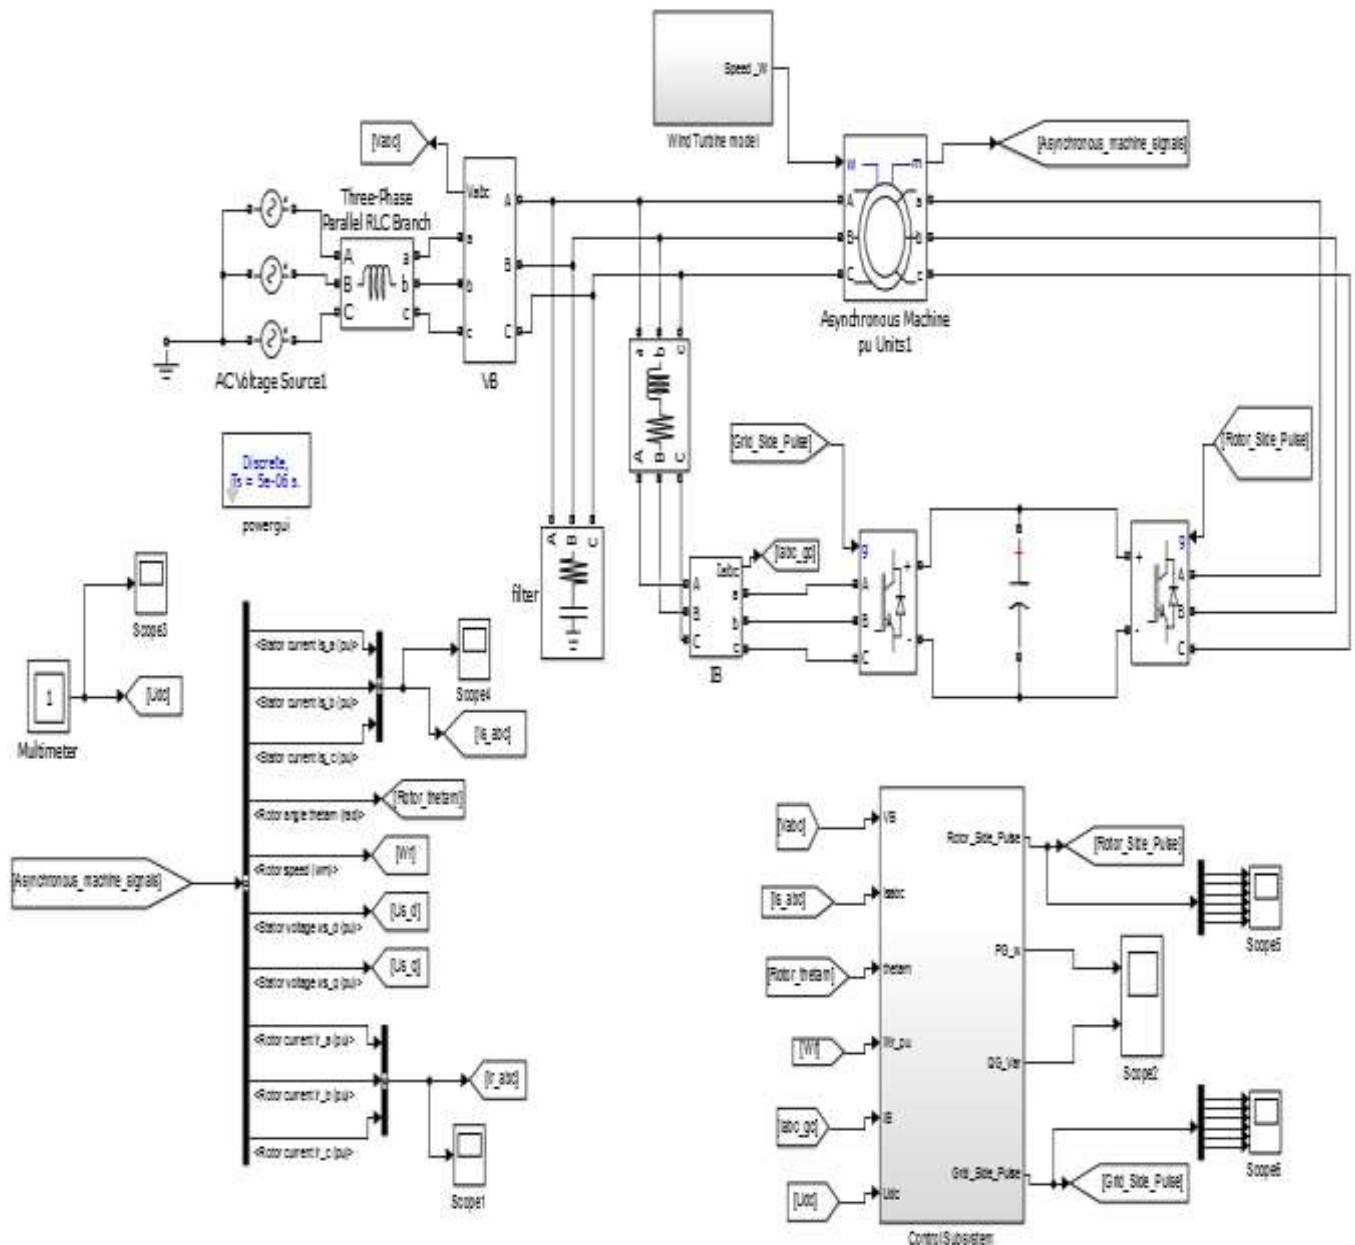 Speed_W
Wind Turbine model
[Vabc]
[Asynchronous_machine_signals]
w
m
Three-Phase
Parallel RLC Branch
Vabc
A
a
A
a
A
a
B
b
B
b
B
b
C
c
C
c
C
c
AC Voltage Source1
VB
Asynchronous Machine
pu Units1
a
b
c
A
B
C
[Grid_Side_Pulse]
[Rotor_Side_Pulse]
Discrete,
Ts = 5e-06 s.
powergui
A
B
C
filter
Iabc
[Iabc_gc]
A
B
C
a
b
c
IB
g
A
B
C
+
-
+
-
g
A
B
C
Scope3
1
[Udc]
Multimeter
<Stator current is_a (pu)>
<Stator current is_b (pu)>
<Stator current is_c (pu)>
Scope4
[Is_abc]
<Rotor angle thetam (rad)>
[Rotor_thetam]
<Rotor speed (wm)>
[Wr]
[Asynchronous_machine_signals]
<Stator voltage vs_d (pu)>
[Us_d]
<Stator voltage vs_q (pu)>
[Us_q]
<Rotor current ir_a (pu)>
<Rotor current ir_b (pu)>
<Rotor current ir_c (pu)>
[Ir_abc]
Scope1
[Vabc]
VB
Rotor_Side_Pulse
[Rotor_Side_Pulse]
[Is_abc]
Isabc
Scope5
[Rotor_thetam]
thetam
PG_w
[Wr]
Wr_pu
QG_Var
Scope2
[Iabc_gc]
IB
Grid_Side_Pulse
[Grid_Side_Pulse]
Scope6
[Udc]
Udc
Control Subsystem